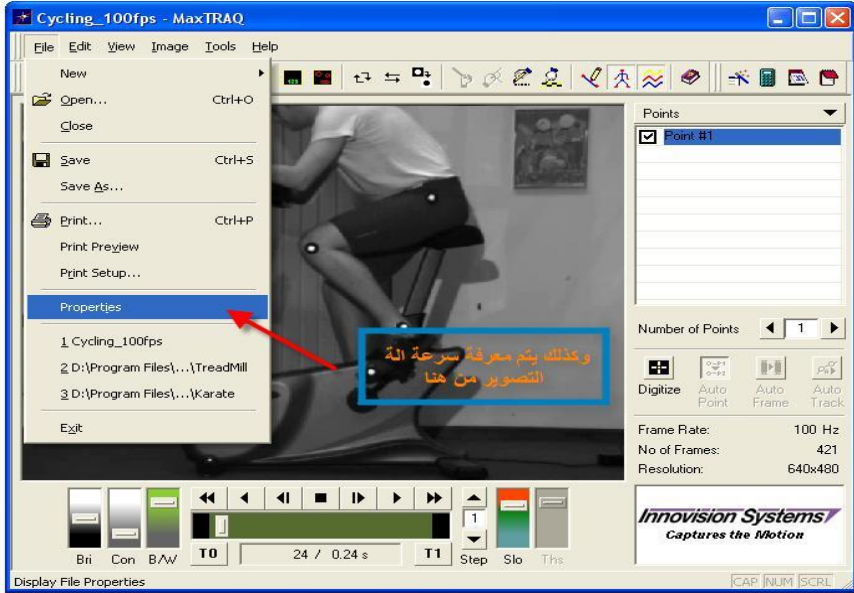 Cycling_100fps - MaxTRAQ
File Edit View Image Tools Help
New
Open... Ctrl+O
Close
Save Ctrl+S
Save As...
Print... Ctrl+P
Print Preview
Print Setup...
Properties
1 Cycling_100fps
2 D:\Program Files\...\TreadMill
3 D:\Program Files\...\Karate
Exit
وكذلك يتم معرفة سرعة الة
التصوير من هنا
Points
Point #1
Number of Points 1
Digitize Auto Point Auto Frame Auto Track
Frame Rate: 100 Hz
No of Frames: 421
Resolution: 640x480
Innovision Systems
Captures the Motion
Bri Con B/W T0 24 / 0.24 s T1 1 Step Slo Ths
Display File Properties
CAP NUM SCRL